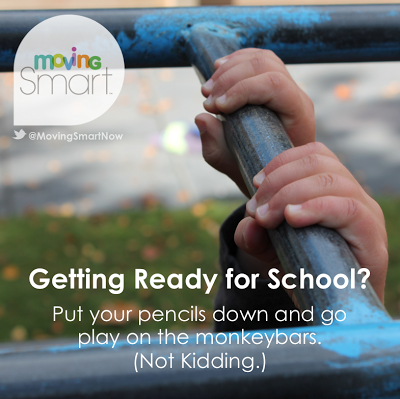 moving
Smart
@MovingSmartNow
Getting Ready for School?
Put your pencils down and go
play on the monkeybars.
(Not Kidding.)